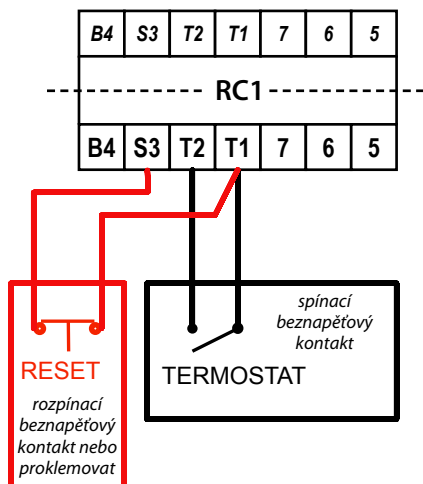 B4 S3 T2 T1 7 6 5
RC1
B4 S3 T2 T1 7 6 5
spínací
beznapěťový
kontakt
RESET
TERMOSTAT
rozpínací
beznapěťový
kontakt nebo
proklemovat